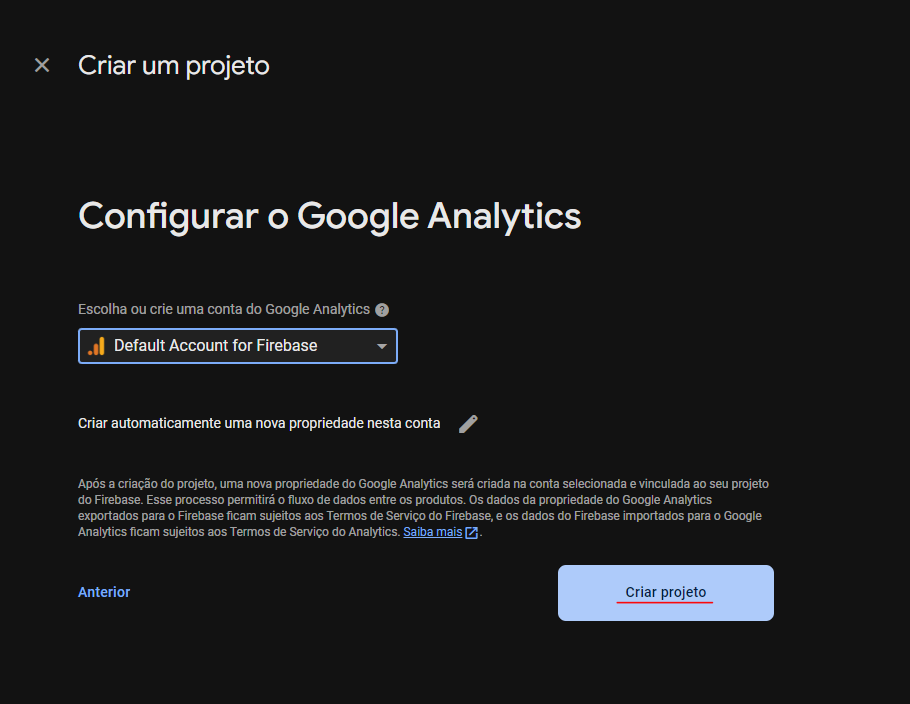 Criar um projeto
Configurar o Google Analytics
Escolha ou crie uma conta do Google Analytics ?
Default Account for Firebase
Criar automaticamente uma nova propriedade nesta conta
Após a criação do projeto, uma nova propriedade do Google Analytics será criada na conta selecionada e vinculada ao seu projeto
do Firebase. Esse processo permitirá o fluxo de dados entre os produtos. Os dados da propriedade do Google Analytics
exportados para o Firebase ficam sujeitos aos Termos de Serviço do Firebase, e os dados do Firebase importados para o Google
Analytics ficam sujeitos aos Termos de Serviço do Analytics. Saiba mais.
Anterior
Criar projeto